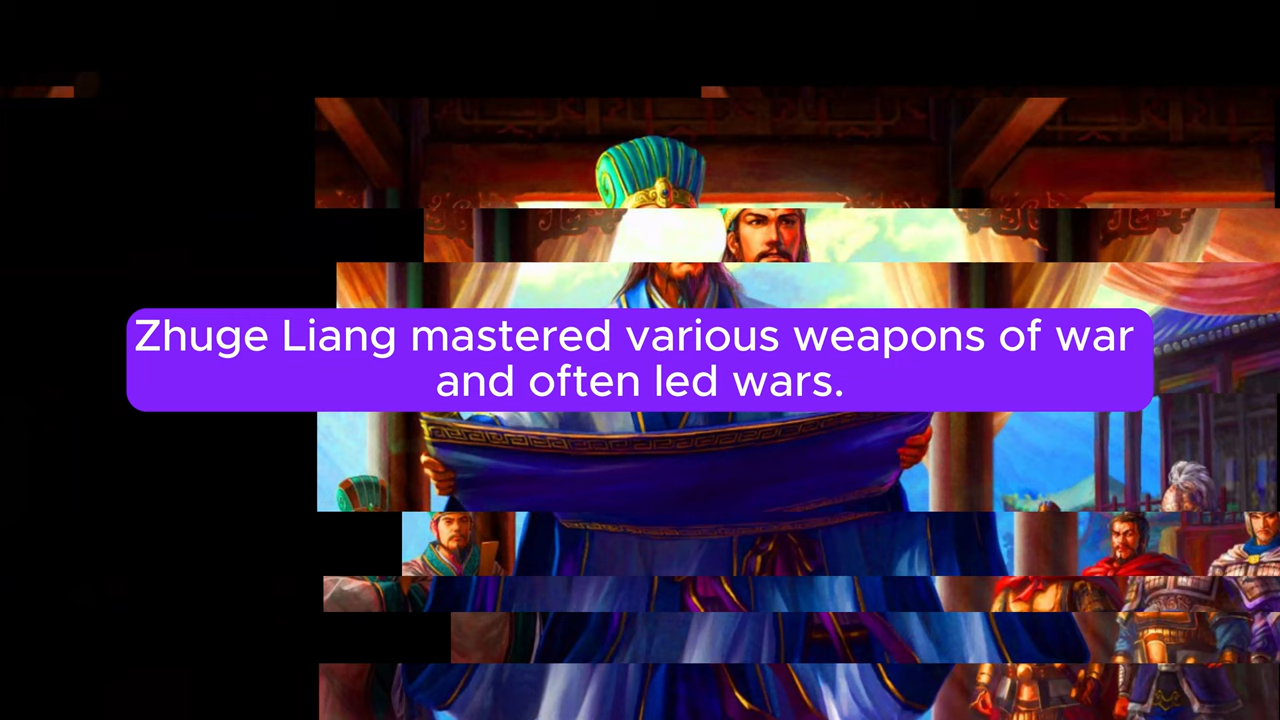 Zhuge Liang mastered various weapons of war
and often led wars.